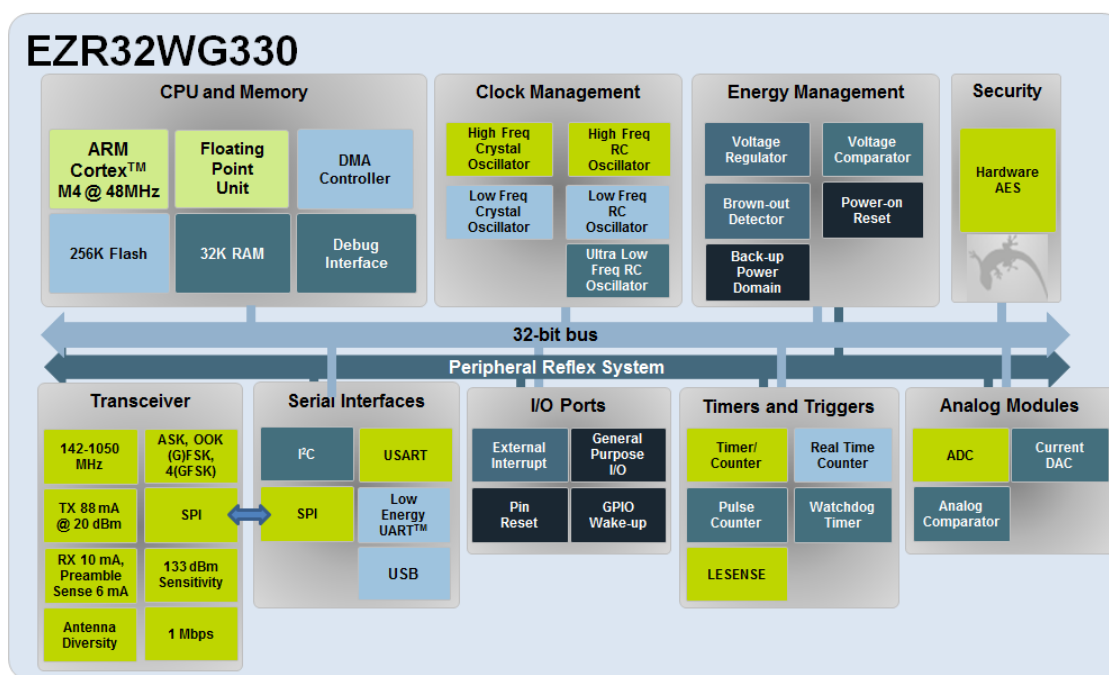 EZR32WG330
CPU and Memory
ARM
Cortex™
M4 @ 48MHz
Floating
Point
Unit
DMA
Controller
256K Flash
32K RAM
Debug
Interface
Clock Management
High Freq
Crystal
Oscillator
High Freq
RC
Oscillator
Low Freq
Crystal
Oscillator
Low Freq
RC
Oscillator
Ultra Low
Freq RC
Oscillator
Energy Management
Voltage
Regulator
Voltage
Comparator
Brown-out
Detector
Power-on
Reset
Back-up
Power
Domain
Security
Hardware
AES
32-bit bus
Peripheral Reflex System
Transceiver
142-1050
MHz
ASK, OOK
(G)FSK,
4(GFSK)
TX 88 mA
@ 20 dBm
SPI
RX 10 mA,
Preamble
Sense 6 mA
133 dBm
Sensitivity
Antenna
Diversity
1 Mbps
Serial Interfaces
I²C
USART
SPI
Low
Energy
UART™
USB
I/O Ports
External
Interrupt
General
Purpose
I/O
Pin
Reset
GPIO
Wake-up
Timers and Triggers
Timer/
Counter
Real Time
Counter
Pulse
Counter
Watchdog
Timer
LESENSE
Analog Modules
ADC
Current
DAC
Analog
Comparator